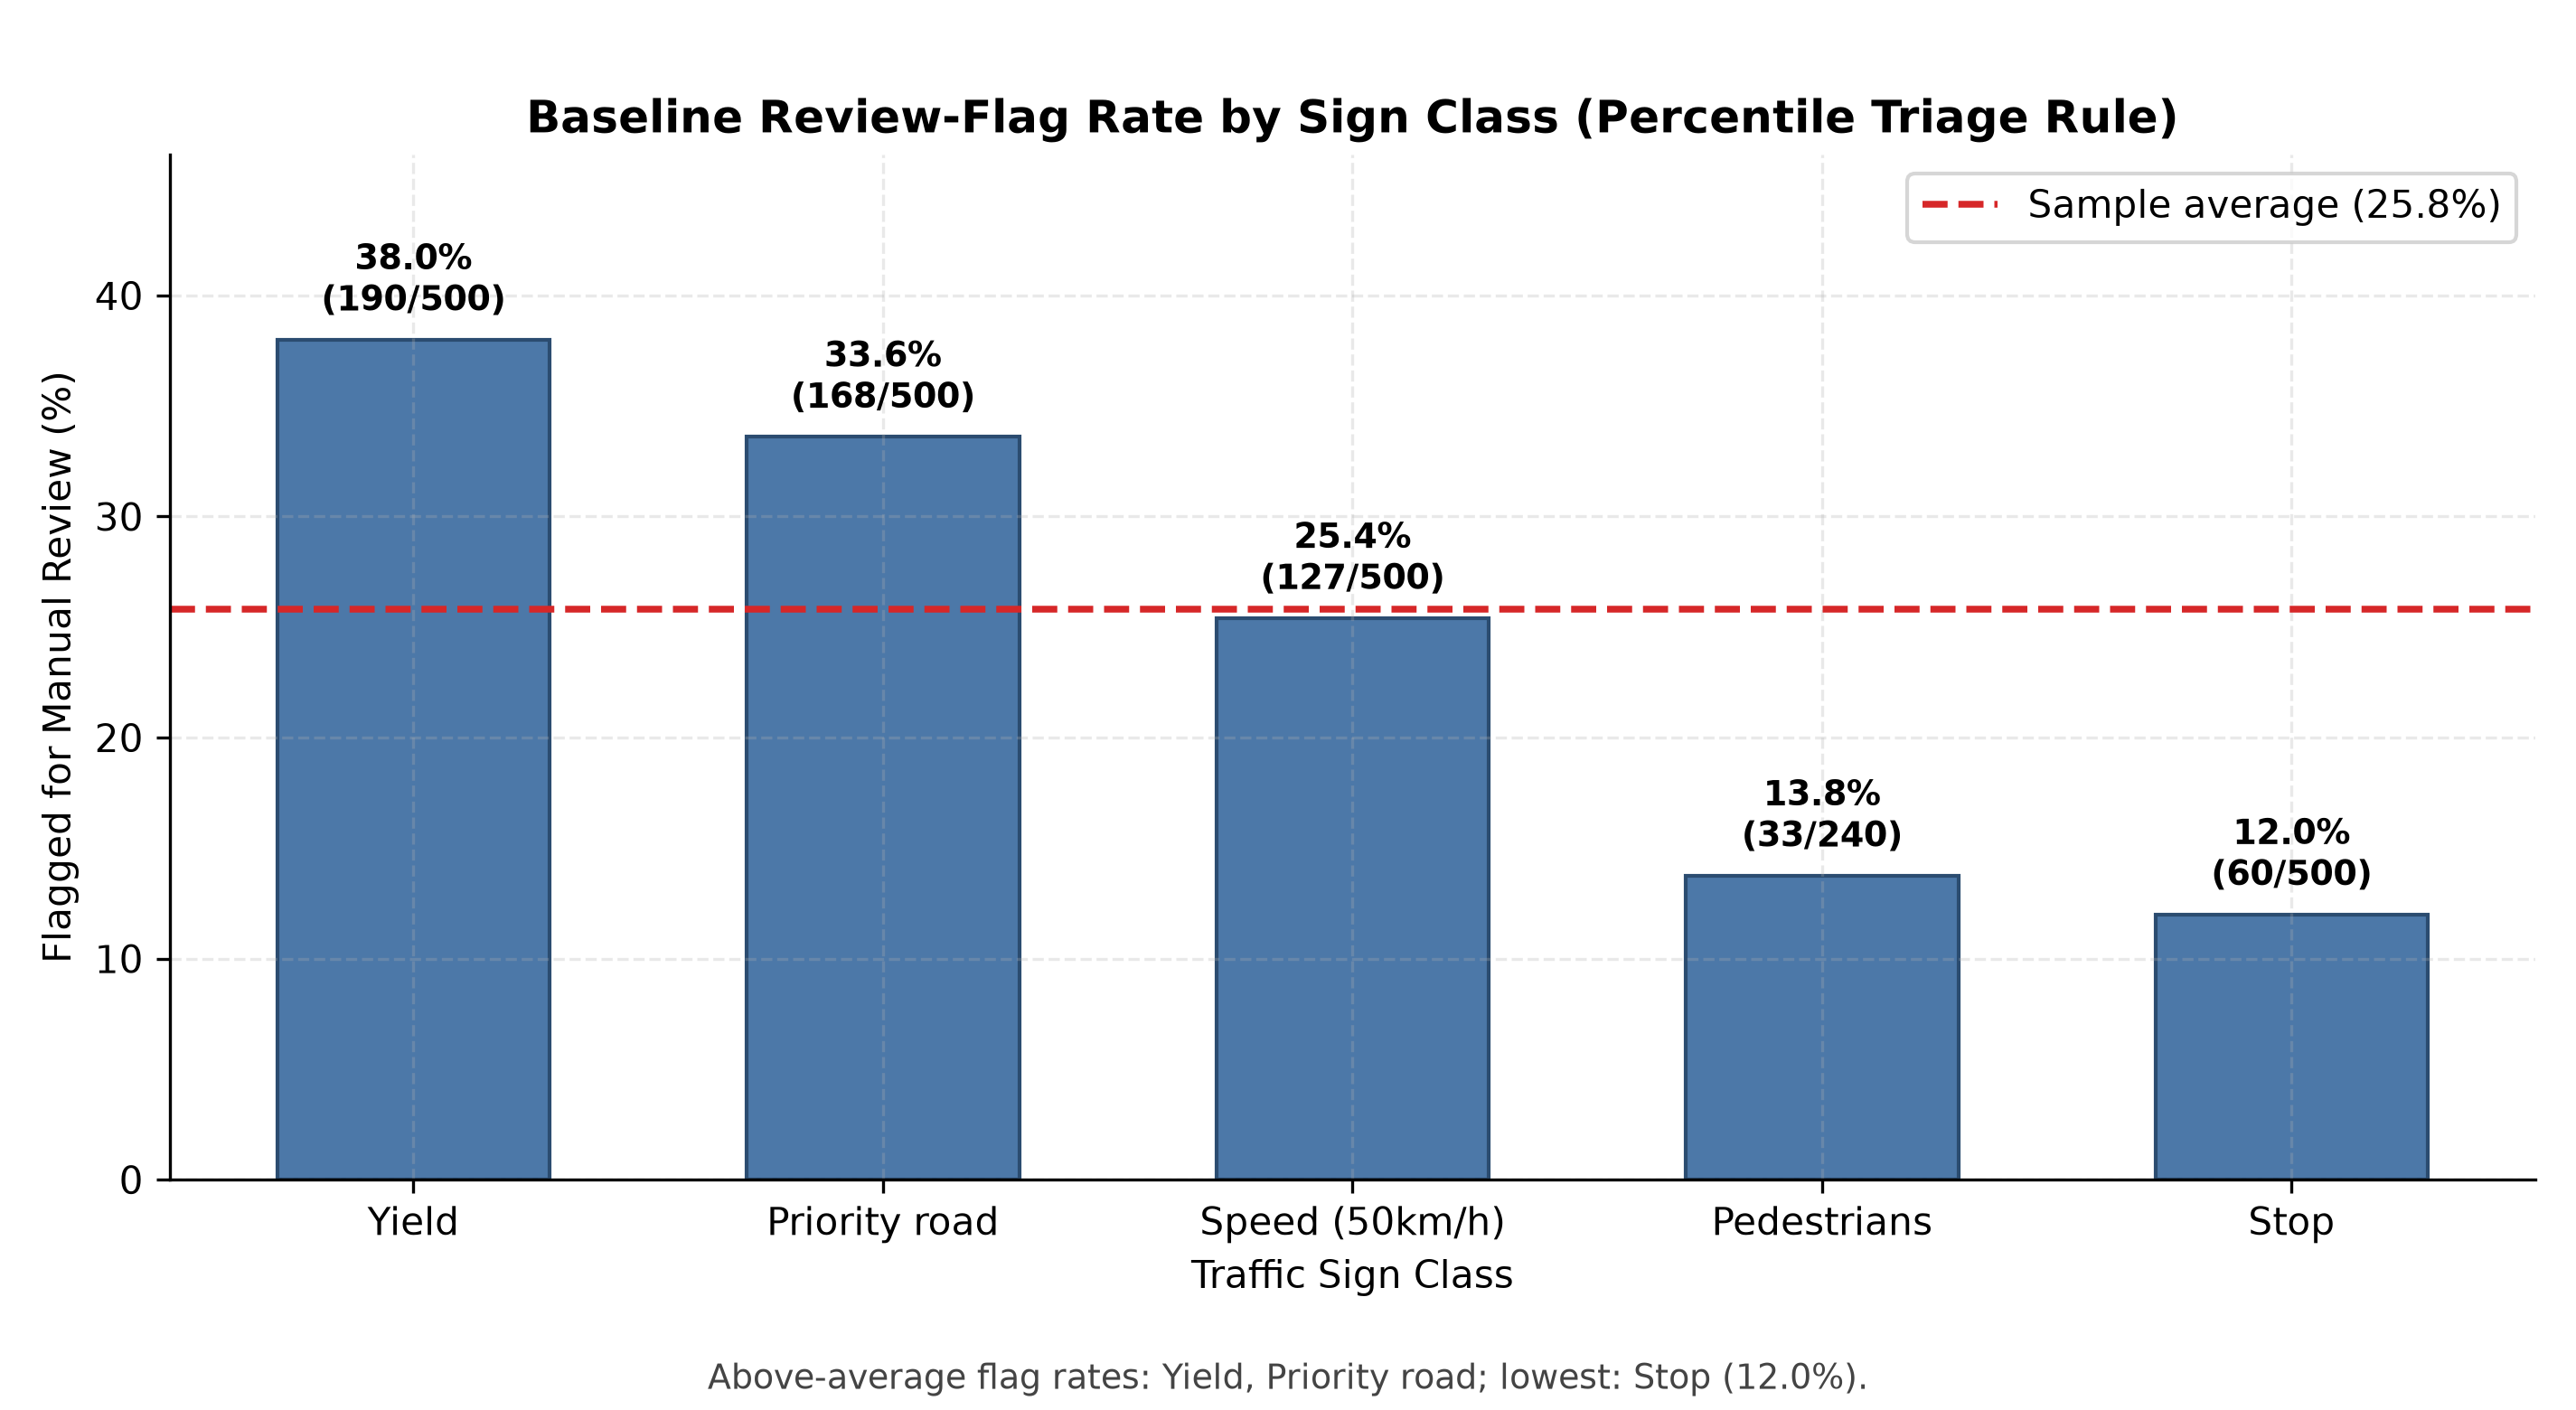 Baseline Review-Flag Rate by Sign Class (Percentile Triage Rule)
Sample average (25.8%)
Flagged for Manual Review (%)
40
30
20
10
0
38.0%
(190/500)
33.6%
(168/500)
25.4%
(127/500)
13.8%
(33/240)
12.0%
(60/500)
Yield
Priority road
Speed (50km/h)
Pedestrians
Stop
Traffic Sign Class
Above-average flag rates: Yield, Priority road; lowest: Stop (12.0%).